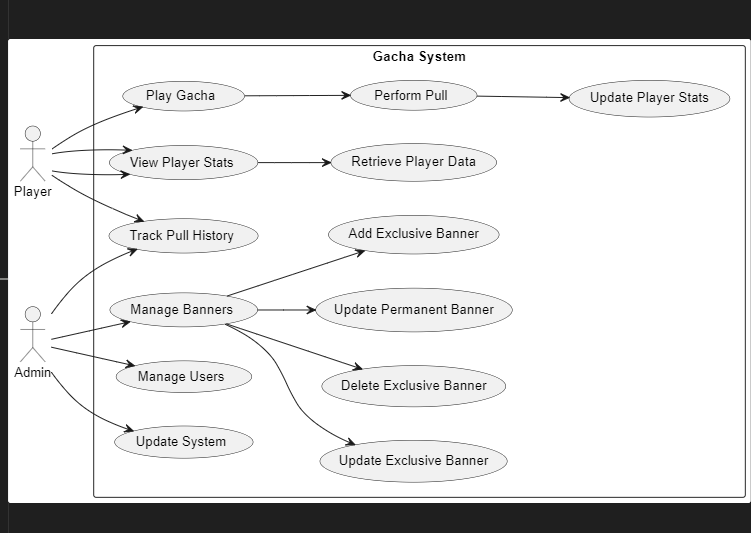 Gacha System
Play Gacha
Perform Pull
Update Player Stats
View Player Stats
Retrieve Player Data
Player
Track Pull History
Add Exclusive Banner
Manage Banners
Update Permanent Banner
Admin
Manage Users
Delete Exclusive Banner
Update System
Update Exclusive Banner